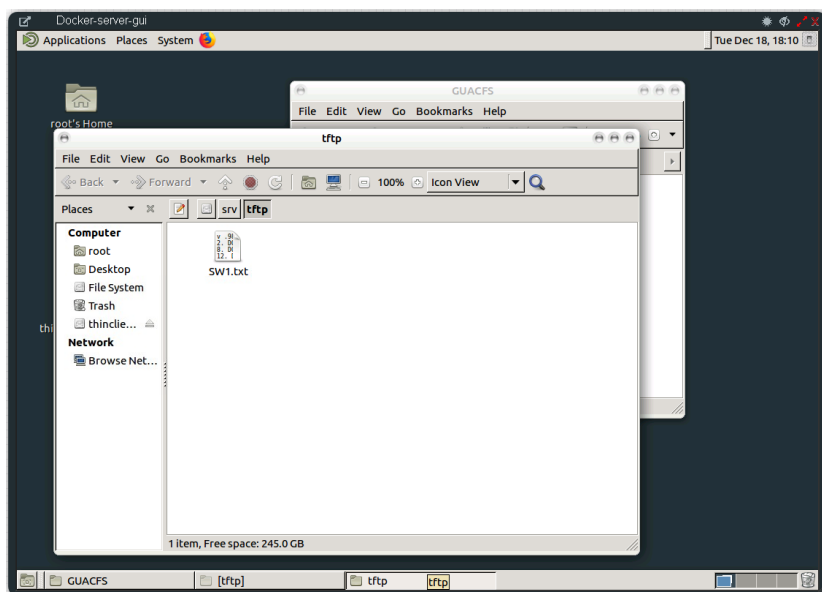 Docker-server-gui
Applications Places System
Tue Dec 18, 18:10
root's Home
GUACFS
File Edit View Go Bookmarks Help
tftp
File Edit View Go Bookmarks Help
Back Forward 100% Icon View
Places srv tftp
Computer
root
Desktop
File System
Trash
thinclie...
Network
Browse Net...
SW1.txt
thi
1 item, Free space: 245.0 GB
GUACFS [tftp] tftp tftp